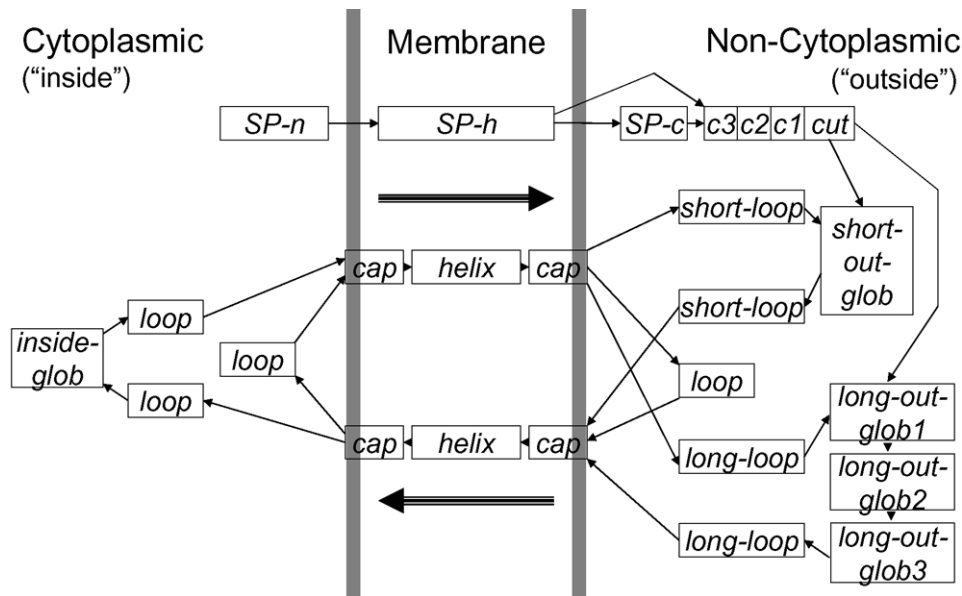 Cytoplasmic
(“inside”)
Membrane
Non-Cytoplasmic
(“outside”)
SP-n
SP-h
SP-c
c3
c2
c1
cut
short-loop
short-
out-
glob
cap
helix
cap
loop
short-loop
inside-
glob
loop
loop
loop
long-out-
glob1
cap
helix
cap
long-loop
long-out-
glob2
long-loop
long-out-
glob3